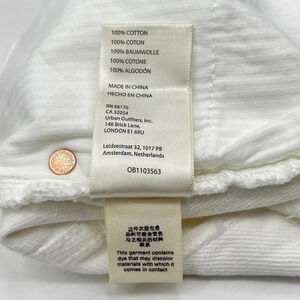 100% COTTON
100% COTON
100% BAUMWOLLE
100% COTONE
100% ALGODÓN
MADE IN CHINA
HECHO EN CHINA
RN 66170
CA 32054
Urban Outfitters, Inc.
146 Brick Lane,
LONDON E1 6RU
Leidsestraat 32, 1017 PB
Amsterdam, Netherlands
OB1103563
This garment contains
dye that may discolor
materials with which it
comes in contact